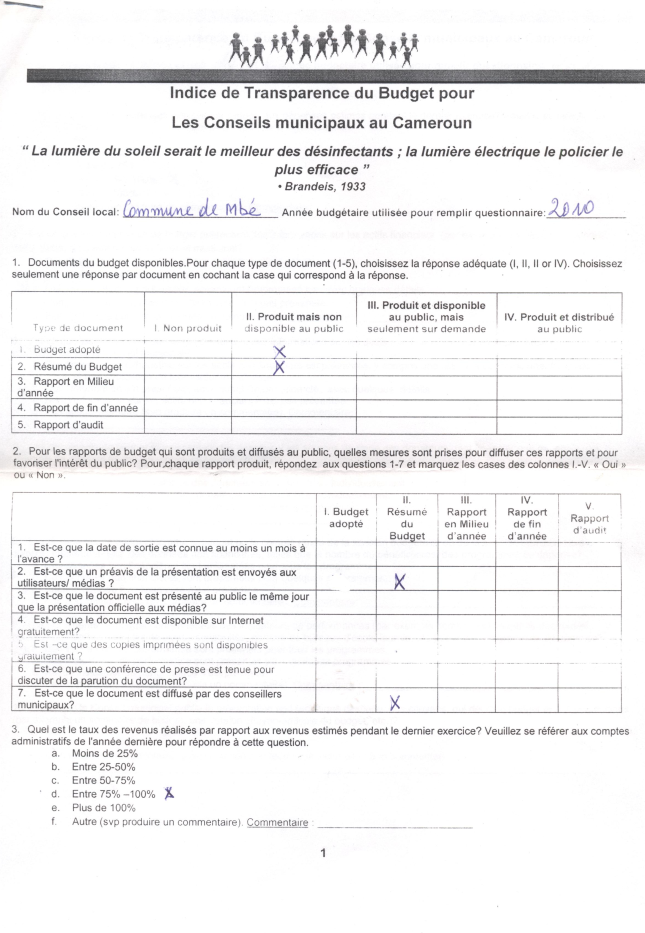 Indice de Transparence du Budget pour
Les Conseils municipaux au Cameroun
“ La lumière du soleil serait le meilleur des désinfectants ; la lumière électrique le policier le
plus efficace ”
• Brandeis, 1933
Nom du Conseil local: Commune de Mbé Année budgétaire utilisée pour remplir questionnaire: 2010
1. Documents du budget disponibles.Pour chaque type de document (1-5), choisissez la réponse adéquate (I, II, II or IV). Choisissez
seulement une réponse par document en cochant la case qui correspond à la réponse.
Type de document I. Non produit II. Produit mais non disponible au public III. Produit et disponible au public, mais seulement sur demande IV. Produit et distribué au public
1. Budget adopté X
2. Résumé du Budget X
3. Rapport en Milieu
d'année
4. Rapport de fin d'année
5. Rapport d'audit
2. Pour les rapports de budget qui sont produits et diffusés au public, quelles mesures sont prises pour diffuser ces rapports et pour
favoriser l'intérêt du public? Pour chaque rapport produit, répondez aux questions 1-7 et marquez les cases des colonnes I.-V. « Oui »
ou « Non ».
I. Budget adopté II. Résumé du Budget III. Rapport en Milieu d'année IV. Rapport de fin d'année V. Rapport d'audit
1. Est-ce que la date de sortie est connue au moins un mois à
l'avance ?
2. Est-ce que un préavis de la présentation est envoyés aux
utilisateurs/ médias ? X
3. Est-ce que le document est présenté au public le même jour
que la présentation officielle aux médias?
4. Est-ce que le document est disponible sur Internet
gratuitement?
5. Est –ce que des copies imprimées sont disponibles
gratuitement ?
6. Est-ce que une conférence de presse est tenue pour
discuter de la parution du document?
7. Est-ce que le document est diffusé par des conseillers
municipaux? X
3. Quel est le taux des revenus réalisés par rapport aux revenus estimés pendant le dernier exercice? Veuillez se référer aux comptes
administratifs de l'année dernière pour répondre à cette question.
a. Moins de 25%
b. Entre 25-50%
c. Entre 50-75%
d. Entre 75% –100% X
e. Plus de 100%
f. Autre (svp produire un commentaire). Commentaire :
1